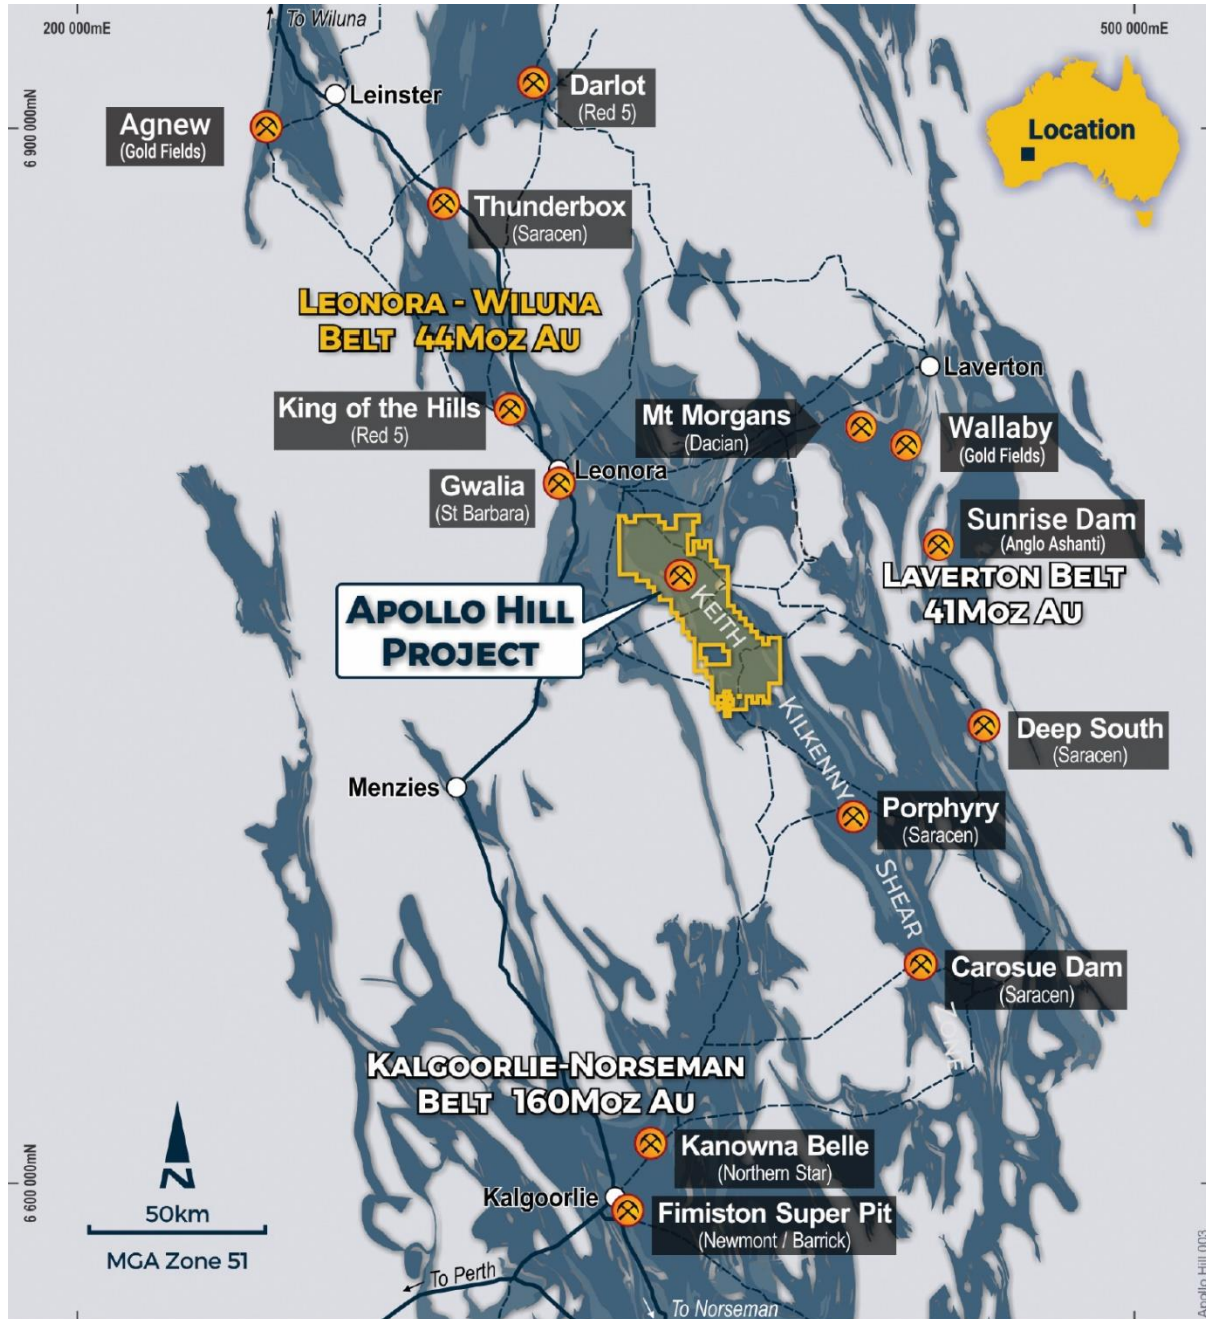 200 000mE
To Wiluna
500 000mE
Leinster
Darlot
(Red 5)
Agnew
(Gold Fields)
6 900 000mN
Location
Thunderbox
(Saracen)
LEONORA - WILUNA
BELT 44MOZ AU
Laverton
King of the Hills
(Red 5)
Mt Morgans
(Dacian)
Wallaby
(Gold Fields)
Leonora
Gwalia
(St Barbara)
Sunrise Dam
(Anglo Ashanti)
LAVERTON BELT
41MOZ AU
APOLLO HILL
PROJECT
KEITH
KILKENNY
SHEAR
ZONE
Deep South
(Saracen)
Menzies
Porphyry
(Saracen)
Carosue Dam
(Saracen)
KALGOORLIE-NORSEMAN
BELT 160MOZ AU
Kanowna Belle
(Northern Star)
Kalgoorlie
Fimiston Super Pit
(Newmont / Barrick)
6 600 000mN
N
50km
MGA Zone 51
To Perth
To Norseman
Apollo Hill 003